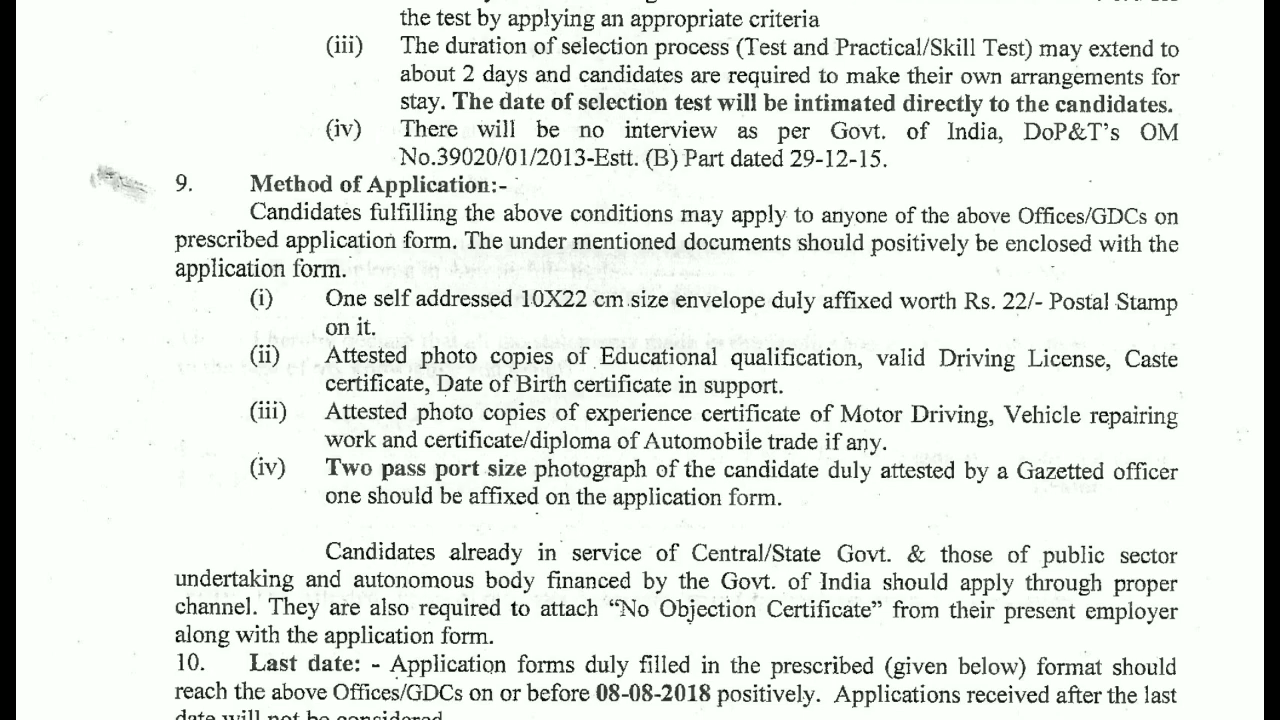 the test by applying an appropriate criteria
(iii) The duration of selection process (Test and Practical/Skill Test) may extend to
about 2 days and candidates are required to make their own arrangements for
stay. The date of selection test will be intimated directly to the candidates.
(iv) There will be no interview as per Govt. of India, DoP&T's OM
No.39020/01/2013-Estt. (B) Part dated 29-12-15.
9. Method of Application:-
Candidates fulfilling the above conditions may apply to anyone of the above Offices/GDCs on
prescribed application form. The under mentioned documents should positively be enclosed with the
application form.
(i) One self addressed 10X22 cm size envelope duly affixed worth Rs. 22/- Postal Stamp
on it.
(ii) Attested photo copies of Educational qualification, valid Driving License, Caste
certificate, Date of Birth certificate in support.
(iii) Attested photo copies of experience certificate of Motor Driving, Vehicle repairing
work and certificate/diploma of Automobile trade if any.
(iv) Two pass port size photograph of the candidate duly attested by a Gazetted officer
one should be affixed on the application form.
Candidates already in service of Central/State Govt. & those of public sector
undertaking and autonomous body financed by the Govt. of India should apply through proper
channel. They are also required to attach “No Objection Certificate” from their present employer
along with the application form.
10. Last date: - Application forms duly filled in the prescribed (given below) format should
reach the above Offices/GDCs on or before 08-08-2018 positively. Applications received after the last
date will not be considered